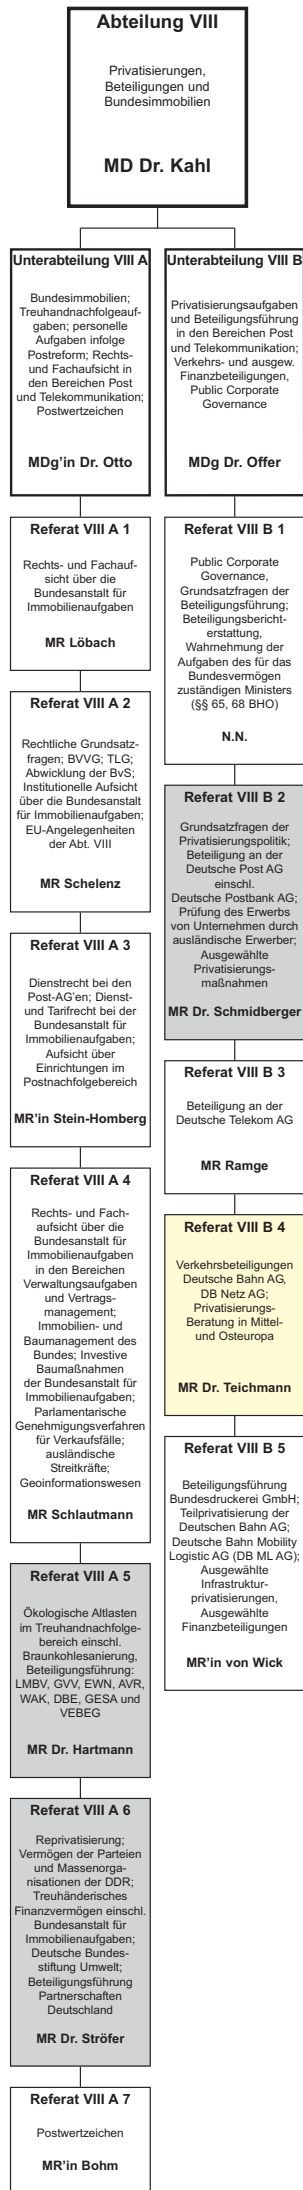 Abteilung VIII
Privatisierungen,
Beteiligungen und
Bundesimmobilien
MD Dr. Kahl
Unterabteilung VIII A
Bundesimmobilien;
Treuhandnachfolgeauf-
gaben; personelle
Aufgaben infolge
Postreform; Rechts-
und Fachaufsicht in
den Bereichen Post
und Telekommunikation;
Postwertzeichen
MDg'in Dr. Otto
Referat VIII A 1
Rechts- und Fachauf-
sicht über die
Bundesanstalt für
Immobilienaufgaben
MR Löbach
Referat VIII A 2
Rechtliche Grundsatz-
fragen; BVVG; TLG;
Abwicklung der BvS;
Institutionelle Aufsicht
über die Bundesanstalt
für Immobilienaufgaben;
EU-Angelegenheiten
der Abt. VIII
MR Schelenz
Referat VIII A 3
Dienstrecht bei den
Post-AG'en; Dienst-
und Tarifrecht bei der
Bundesanstalt für
Immobilienaufgaben;
Aufsicht über
Einrichtungen im
Postnachfolgebereich
MR'in Stein-Homberg
Referat VIII A 4
Rechts- und Fach-
aufsicht über die
Bundesanstalt für
Immobilienaufgaben
in den Bereichen
Verwaltungsaufgaben
und Vertrags-
management;
Immobilien- und
Baumanagement des
Bundes; Investive
Baumaßnahmen
der Bundesanstalt für
Immobilienaufgaben;
Parlamentarische
Genehmigungsverfahren
für Verkaufsfälle;
ausländische
Streitkräfte;
Geoinformationswesen
MR Schlautmann
Referat VIII A 5
Ökologische Altlasten
im Treuhandnachfolge-
bereich einschl.
Braunkohlesanierung,
Beteiligungsführung:
LMBV, GVV, EWN, AVR,
WAK, DBE, GESA und
VEBEG
MR Dr. Hartmann
Referat VIII A 6
Reprivatisierung;
Vermögen der Parteien
und Massenorga-
nisationen der DDR;
Treuhänderisches
Finanzvermögen einschl.
Bundesanstalt für
Immobilienaufgaben;
Deutsche Bundes-
stiftung Umwelt;
Beteiligungsführung
Partnerschaften
Deutschland
MR Dr. Ströfer
Referat VIII A 7
Postwertzeichen
MR'in Bohm
Unterabteilung VIII B
Privatisierungsaufgaben
und Beteiligungsführung
in den Bereichen Post
und Telekommunikation;
Verkehrs- und ausgew.
Finanzbeteiligungen,
Public Corporate
Governance
MDg Dr. Offer
Referat VIII B 1
Public Corporate
Governance,
Grundsatzfragen der
Beteiligungsführung;
Beteiligungsbericht-
erstattung,
Wahrnehmung der
Aufgaben des für das
Bundesvermögen
zuständigen Ministers
(§§ 65, 68 BHO)
N.N.
Referat VIII B 2
Grundsatzfragen der
Privatisierungspolitik;
Beteiligung an der
Deutsche Post AG
einschl.
Deutsche Postbank AG;
Prüfung des Erwerbs
von Unternehmen durch
ausländische Erwerber;
Ausgewählte
Privatisierungs-
maßnahmen
MR Dr. Schmidberger
Referat VIII B 3
Beteiligung an der
Deutsche Telekom AG
MR Ramge
Referat VIII B 4
Verkehrsbeteiligungen
Deutsche Bahn AG,
DB Netz AG;
Privatisierungs-
Beratung in Mittel-
und Osteuropa
MR Dr. Teichmann
Referat VIII B 5
Beteiligungsführung
Bundesdruckerei GmbH;
Teilprivatisierung der
Deutschen Bahn AG;
Deutsche Bahn Mobility
Logistic AG (DB ML AG);
Ausgewählte
Infrastruktur-
privatisierungen,
Ausgewählte
Finanzbeteiligungen
MR'in von Wick